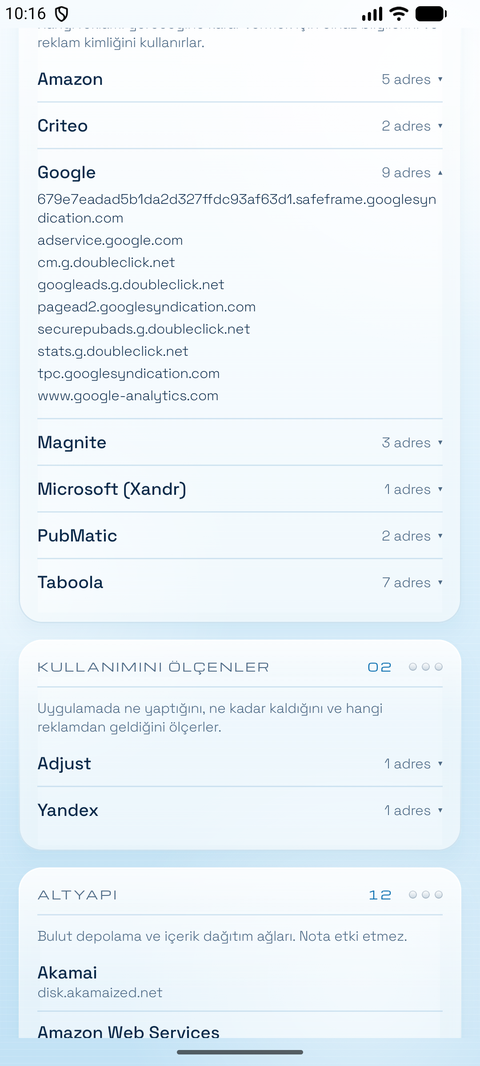 10:16
reklam kimliğini kullanırlar.
Amazon 5 adres
Criteo 2 adres
Google 9 adres
679e7eadad5b1da2d327ffdc93af63d1.safeframe.googlesyn
dication.com
adservice.google.com
cm.g.doubleclick.net
googleads.g.doubleclick.net
pagead2.googlesyndication.com
securepubads.g.doubleclick.net
stats.g.doubleclick.net
tpc.googlesyndication.com
www.google-analytics.com
Magnite 3 adres
Microsoft (Xandr) 1 adres
PubMatic 2 adres
Taboola 7 adres
KULLANIMINI ÖLÇENLER 02
Uygulamada ne yaptığını, ne kadar kaldığını ve hangi
reklamdan geldiğini ölçerler.
Adjust 1 adres
Yandex 1 adres
ALTYAPI 12
Bulut depolama ve içerik dağıtım ağları. Nota etki etmez.
Akamai
disk.akamaized.net
Amazon Web Services